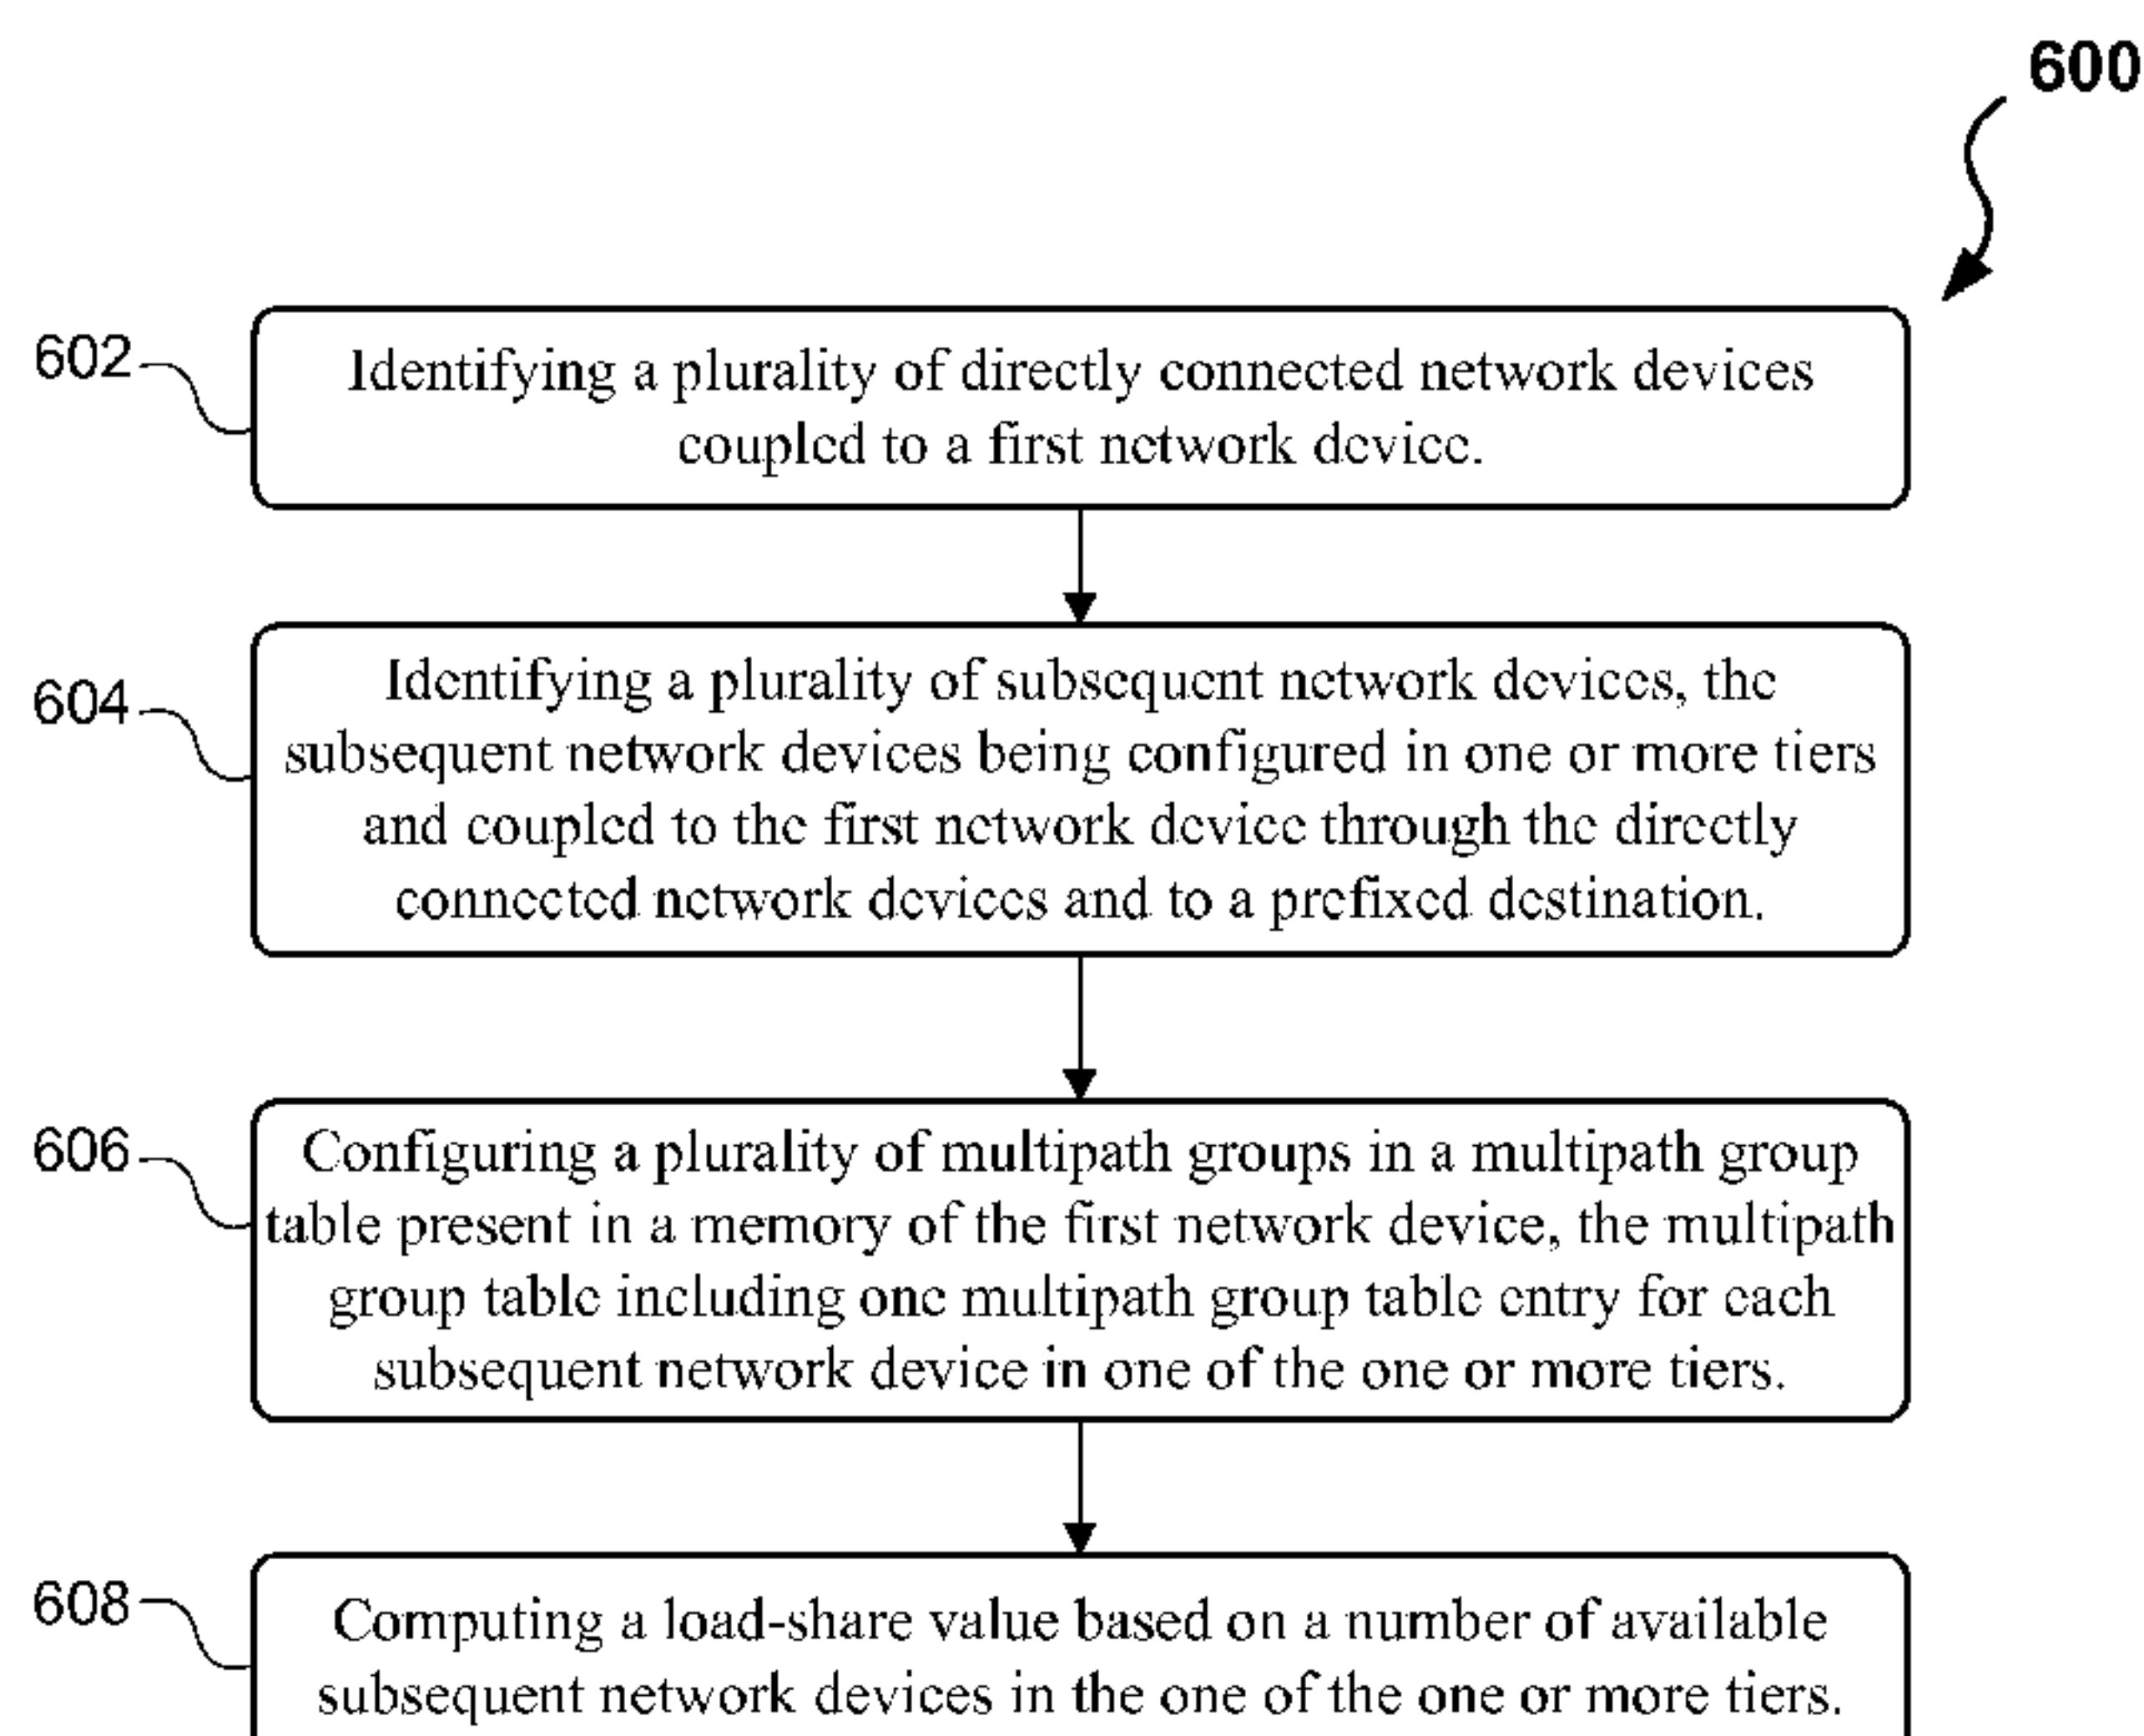 600
602
Identifying a plurality of directly connected network devices
coupled to a first network device.
604
Identifying a plurality of subsequent network devices, the
subsequent network devices being configured in one or more tiers
and coupled to the first network device through the directly
connected network devices and to a prefixed destination.
606
Configuring a plurality of multipath groups in a multipath group
table present in a memory of the first network device, the multipath
group table including one multipath group table entry for each
subsequent network device in one of the one or more tiers.
608
Computing a load-share value based on a number of available
subsequent network devices in the one of the one or more tiers.